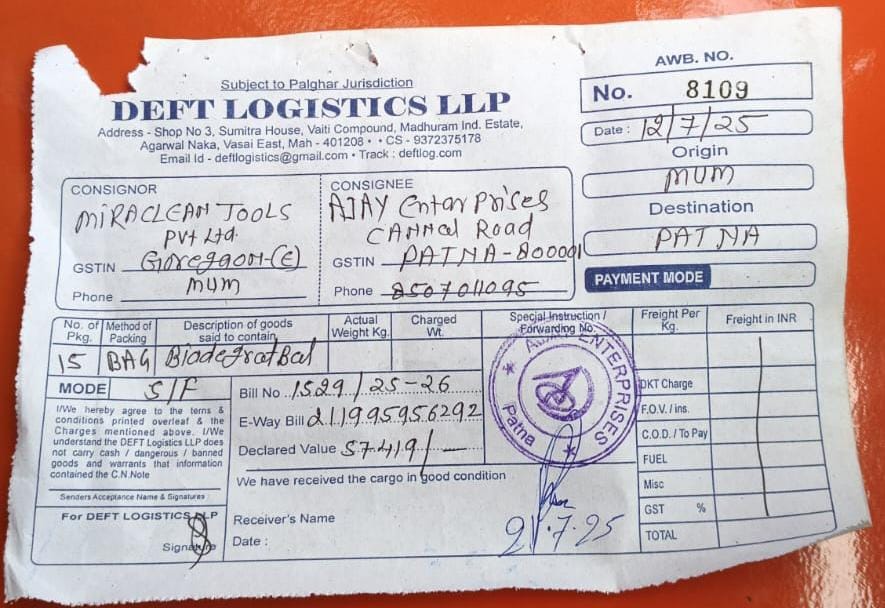 AWB. NO.
Subject to Palghar Jurisdiction
DEFT LOGISTICS LLP
Address - Shop No 3, Sumitra House, Vaiti Compound, Madhuram Ind. Estate,
Agarwal Naka, Vasai East, Mah - 401208 • • CS - 9372375178
Email Id - deftlogistics@gmail.com • Track : deftlog.com
No. 8109
Date : 12/7/25
Origin
MUM
Destination
PATNA
PAYMENT MODE
CONSIGNOR
MIRACLEAN TOOLS
Pvt Ltd.
GSTIN Goregaon-(E)
Phone MUM
CONSIGNEE
AJAY Enterprises
CANNal Road
GSTIN PATNA-800001
Phone 8507011095
No. of Pkg. Method of Packing Description of goods said to contain Actual Weight Kg. Charged Wt. Special Instruction / Forwarding No. Freight Per Kg. Freight in INR
15 BAG
MODE S/F
I/We hereby agree to the terns &
conditions printed overleaf & the
Charges mentioned above. I/We
understand the DEFT Logistics LLP does
not carry cash / dangerous / banned
goods and warrants that information
contained the C.N.Note
Senders Acceptance Name & Signatures :
For DEFT LOGISTICS LLP
Signature
Bill No. 1529/25-26
E-Way Bill 211995956292
Declared Value 57419/-
We have received the cargo in good condition
Receiver's Name
Date : 21.7.25
ENTERPRISES
Patna
DKT Charge
F.O.V. / ins.
C.O.D. / To Pay
FUEL
Misc
GST %
TOTAL